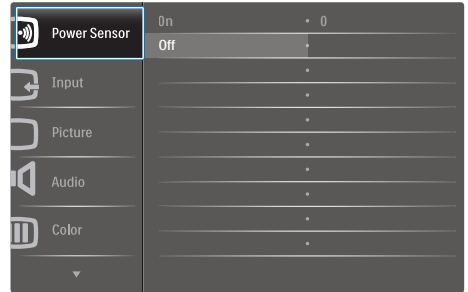 Power Sensor
On • 0
Off •
Input
Picture
Audio
Color